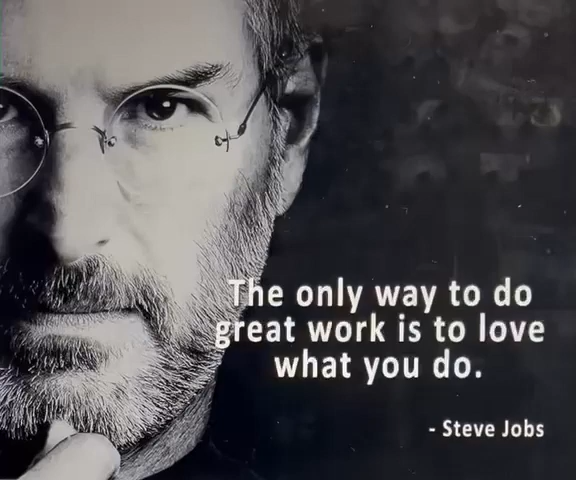 The only way to do
great work is to love
what you do.
- Steve Jobs